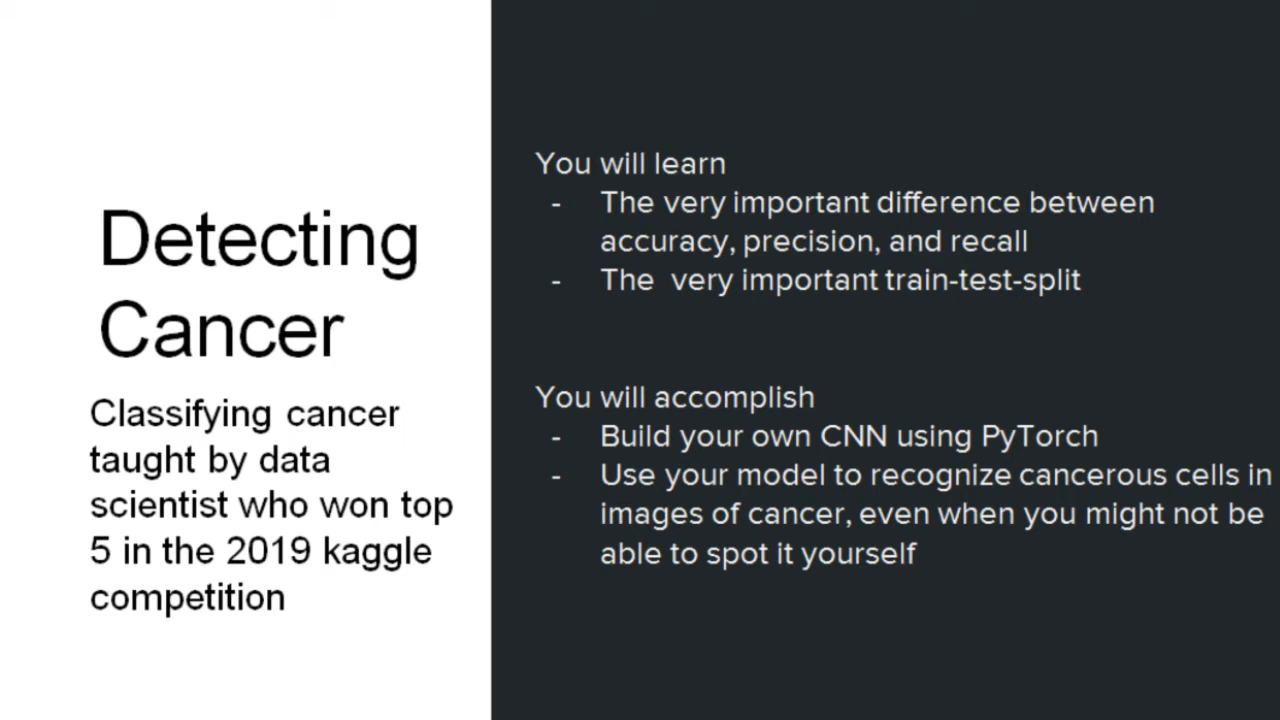 Detecting
Cancer
Classifying cancer
taught by data
scientist who won top
5 in the 2019 kaggle
competition
You will learn
- The very important difference between
accuracy, precision, and recall
- The very important train-test-split
You will accomplish
- Build your own CNN using PyTorch
- Use your model to recognize cancerous cells in
images of cancer, even when you might not be
able to spot it yourself